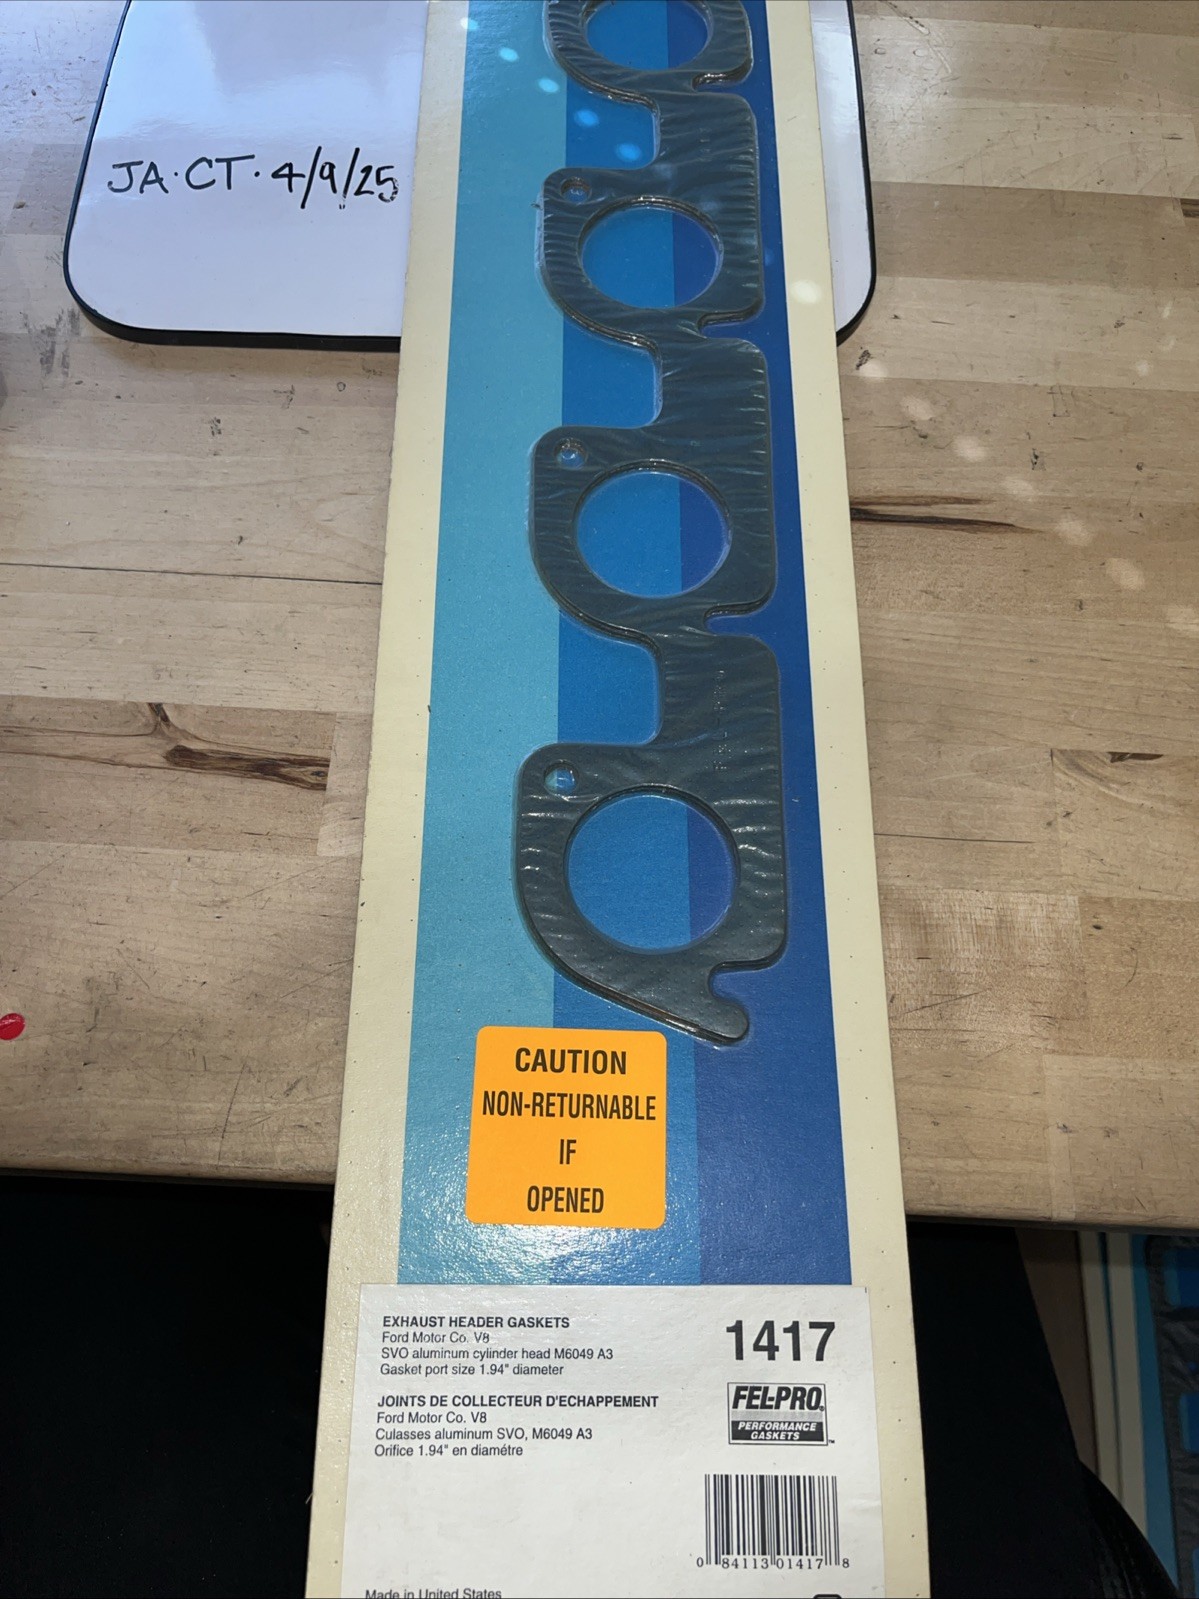 JA·CT·4/9/25
CAUTION
NON-RETURNABLE
IF
OPENED
EXHAUST HEADER GASKETS
Ford Motor Co. V8
SVO aluminum cylinder head M6049 A3
Gasket port size 1.94" diameter
1417
JOINTS DE COLLECTEUR D'ECHAPPEMENT
Ford Motor Co. V8
Culasses aluminum SVO, M6049 A3
Orifice 1.94" en diamétre
FEL-PRO®
PERFORMANCE
GASKETS™
0 84113 01417 8
Made in United States